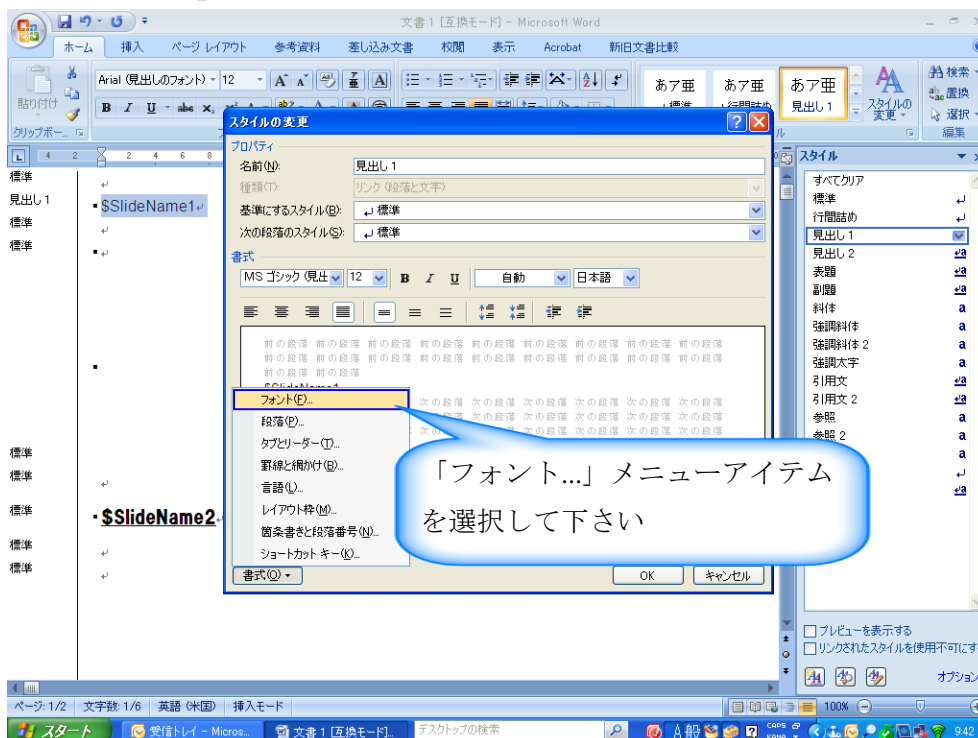 文書 1 [互換モード] - Microsoft Word
ホーム 挿入 ページ レイアウト 参考資料 差し込み文書 校閲 表示 Acrobat 新旧文書比較
Arial (見出しのフォント) 12
貼り付け
B I U abe x,
あア亜 あア亜 あア亜
見出し 1
スタイルの
変更
検索
置換
選択
クリップボー...
編集
スタイルの変更
プロパティ
名前(N): 見出し 1
種類(T): リンク (段落と文字)
基準にするスタイル(B): ↵ 標準
次の段落のスタイル(S): ↵ 標準
書式
MS ゴシック (見出 12 B I U 自動 日本語
前の段落 前の段落 前の段落 前の段落 前の段落 前の段落 前の段落 前の段落 前の段落
前の段落 前の段落 前の段落 前の段落 前の段落 前の段落 前の段落 前の段落 前の段落
前の段落 前の段落
$SlideName1
次の段落 次の段落 次の段落 次の段落 次の段落 次の段落
フォント(F)...
段落(P)...
タブとリーダー(T)...
罫線と網かけ(B)...
言語(L)...
レイアウト枠(M)...
箇条書きと段落番号(N)...
ショートカット キー(K)...
書式(O)
OK キャンセル
「フォント...」メニューアイテム
を選択して下さい
標準
見出し 1 $SlideName1
標準
標準
標準
標準
標準 $SlideName2
標準
標準
スタイル
すべてクリア
標準
行間詰め
見出し 1
見出し 2
表題
副題
斜体
強調斜体
強調斜体 2
強調太字
引用文
引用文 2
参照
参照 2
プレビューを表示する
リンクされたスタイルを使用不可にす
オプション
ページ: 1/2 文字数: 1/6 英語 (米国) 挿入モード 100%
スタート 受信トレイ - Micros... 文書 1 [互換モード]... デスクトップの検索 A 般 CAPS 9:42